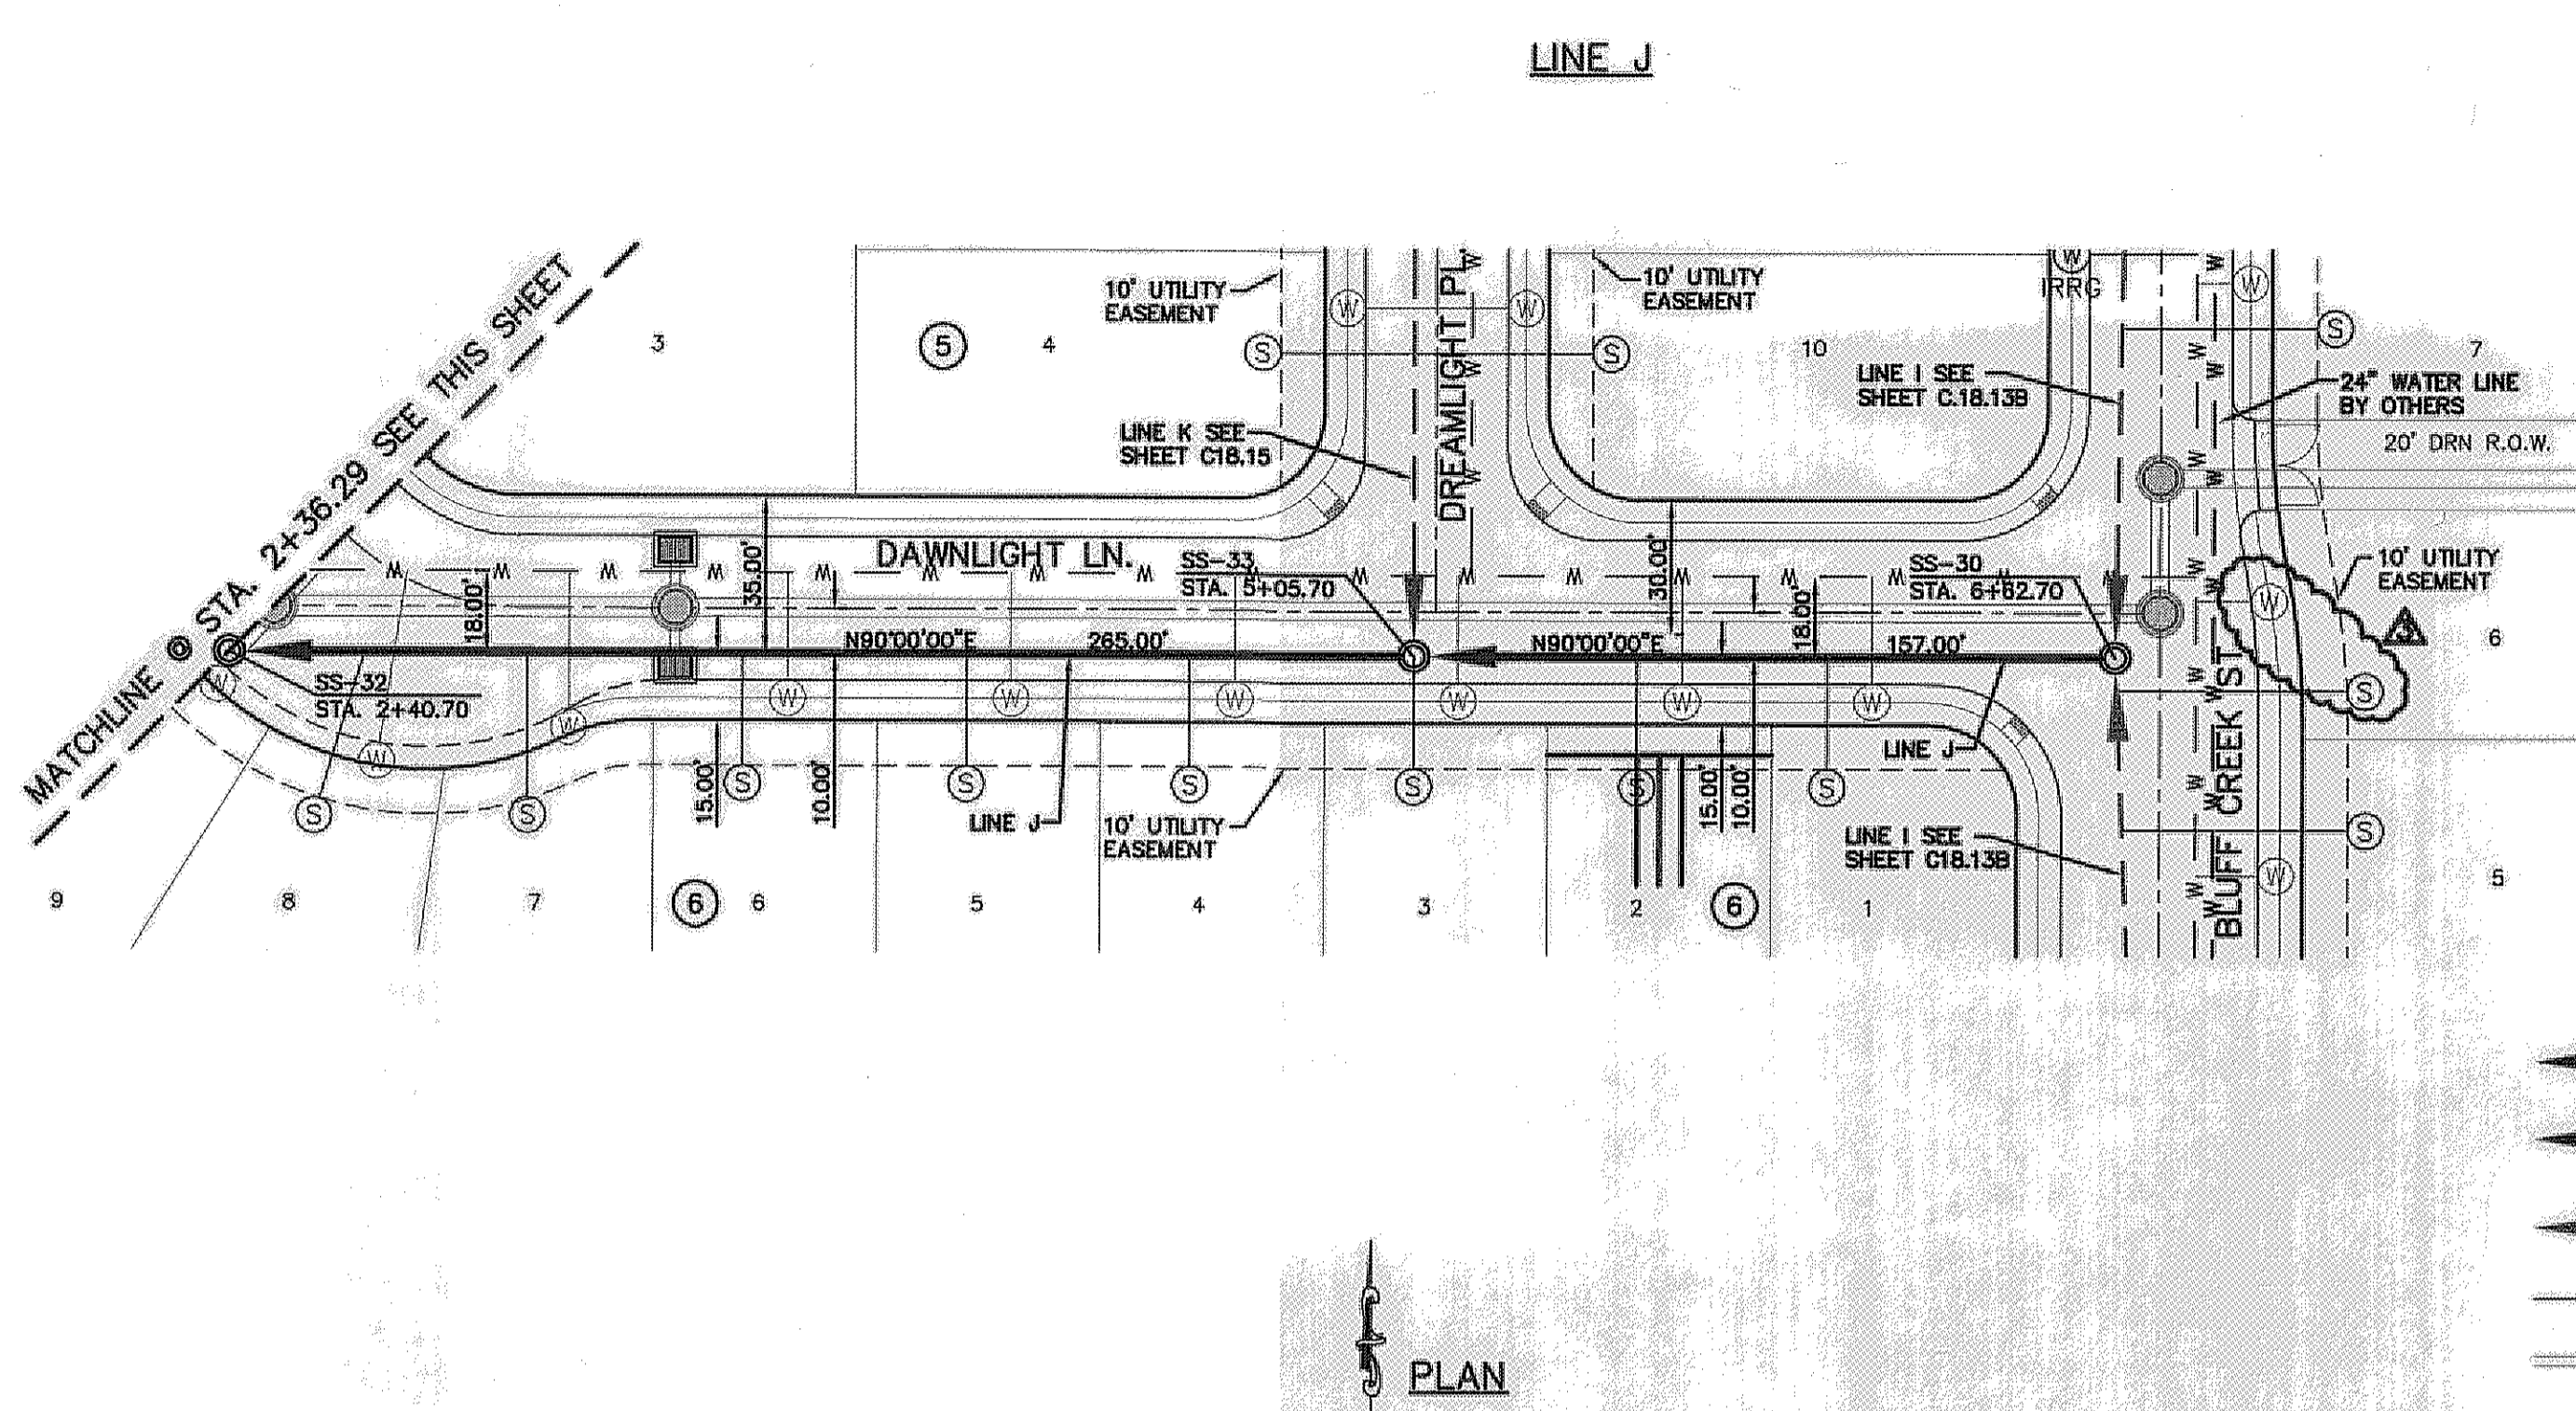 LINE J
MATCHLINE STA. 2+36.29 SEE THIS SHEET
3
5
4
10' UTILITY
EASEMENT
10' UTILITY
EASEMENT
10
IRRG
W
W
W
W
S
S
S
7
LINE I SEE
SHEET C.18.13B
24" WATER LINE
BY OTHERS
20' DRN R.O.W.
LINE K SEE
SHEET C18.15
DREAMLIGHT PL.
DAWNLIGHT LN.
SS-33
STA. 5+05.70
SS-30
STA. 6+82.70
10' UTILITY
EASEMENT
3
6
18.00'
35.00'
30.00'
18.00'
N90°00'00"E 265.00'
N90°00'00"E 157.00'
SS-32
STA. 2+40.70
W
W
W
W
W
W
W
W
W
W
S
LINE J
15.00'
10.00'
15.00'
10.00'
S
S
S
S
S
S
S
S
S
LINE J
10' UTILITY
EASEMENT
LINE I SEE
SHEET C18.13B
BLUFF CREEK ST.
W
5
9
8
7
6
6
5
4
3
2
6
1
PLAN